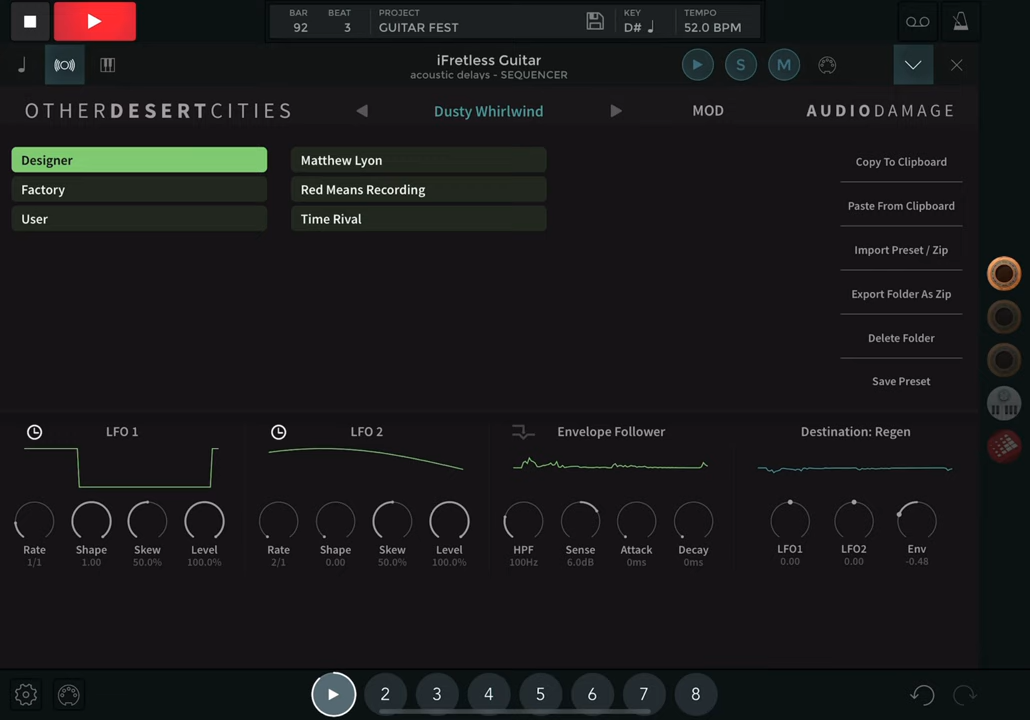 BAR BEAT PROJECT KEY TEMPO
92 3 GUITAR FEST D# 52.0 BPM
iFretless Guitar
acoustic delays - SEQUENCER
S M
OTHERDESERTCITIES Dusty Whirlwind MOD AUDIODAMAGE
Designer Matthew Lyon Copy To Clipboard
Factory Red Means Recording Paste From Clipboard
User Time Rival
Import Preset / Zip
Export Folder As Zip
Delete Folder
Save Preset
LFO 1 LFO 2 Envelope Follower Destination: Regen
Rate Shape Skew Level Rate Shape Skew Level HPF Sense Attack Decay LFO1 LFO2 Env
1/1 1.00 50.0% 100.0% 2/1 0.00 50.0% 100.0% 100Hz 6.0dB 0ms 0ms 0.00 0.00 -0.48
2 3 4 5 6 7 8